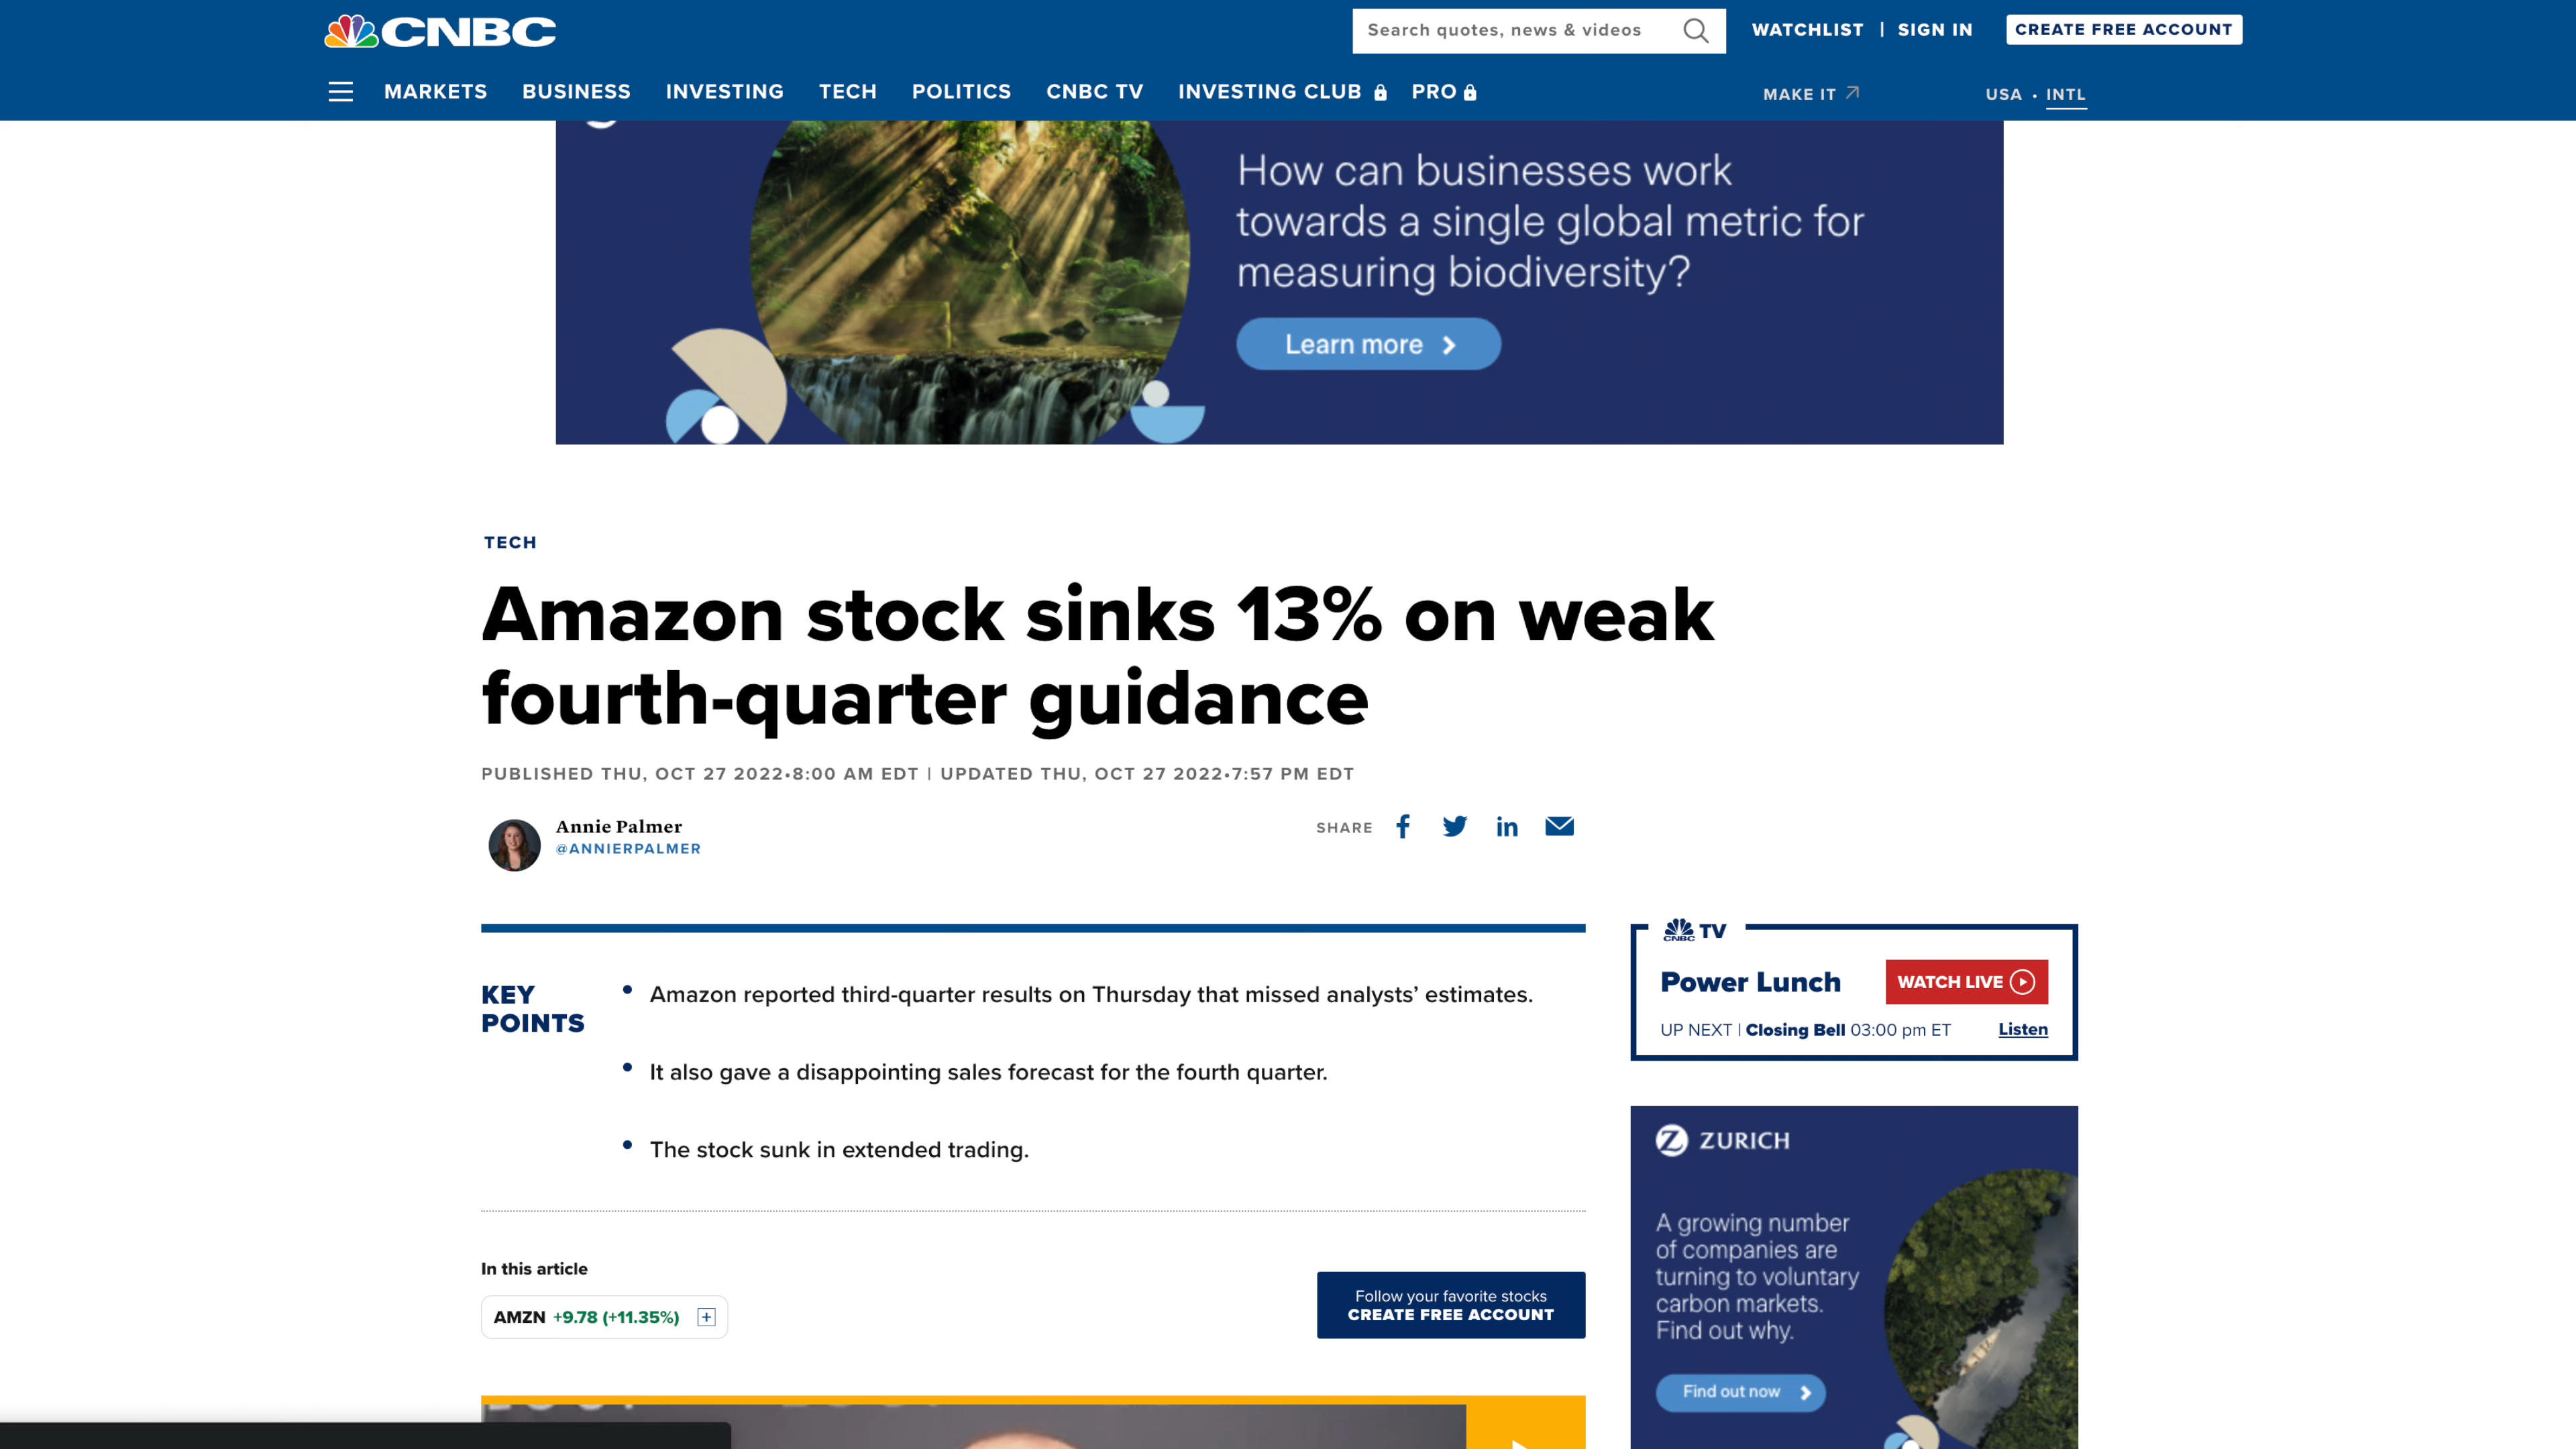 CNBC
Search quotes, news & videos
WATCHLIST | SIGN IN
CREATE FREE ACCOUNT
MARKETS BUSINESS INVESTING TECH POLITICS CNBC TV INVESTING CLUB PRO
MAKE IT
USA • INTL
How can businesses work
towards a single global metric for
measuring biodiversity?
Learn more
TECH
Amazon stock sinks 13% on weak
fourth-quarter guidance
PUBLISHED THU, OCT 27 2022•8:00 AM EDT | UPDATED THU, OCT 27 2022•7:57 PM EDT
Annie Palmer
@ANNIERPALMER
SHARE
KEY
POINTS
• Amazon reported third-quarter results on Thursday that missed analysts’ estimates.
• It also gave a disappointing sales forecast for the fourth quarter.
• The stock sunk in extended trading.
In this article
AMZN +9.78 (+11.35%)
Follow your favorite stocks
CREATE FREE ACCOUNT
CNBC TV
Power Lunch
WATCH LIVE
UP NEXT | Closing Bell 03:00 pm ET
Listen
ZURICH
A growing number
of companies are
turning to voluntary
carbon markets.
Find out why.
Find out now